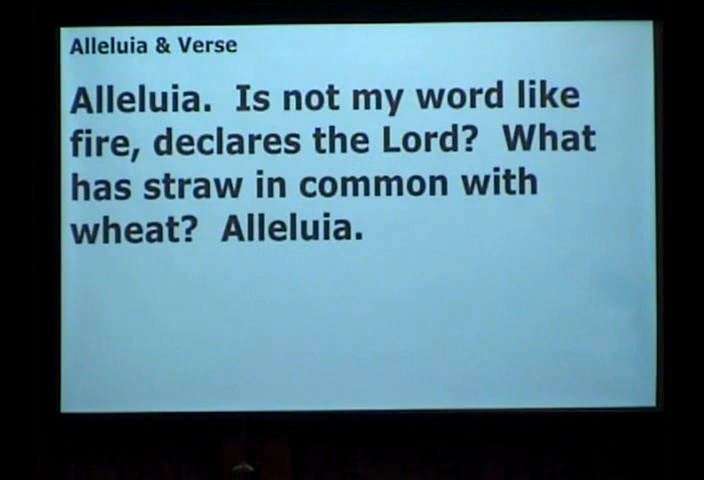 Alleluia & Verse
Alleluia.  Is not my word like
fire, declares the Lord?  What
has straw in common with
wheat?  Alleluia.